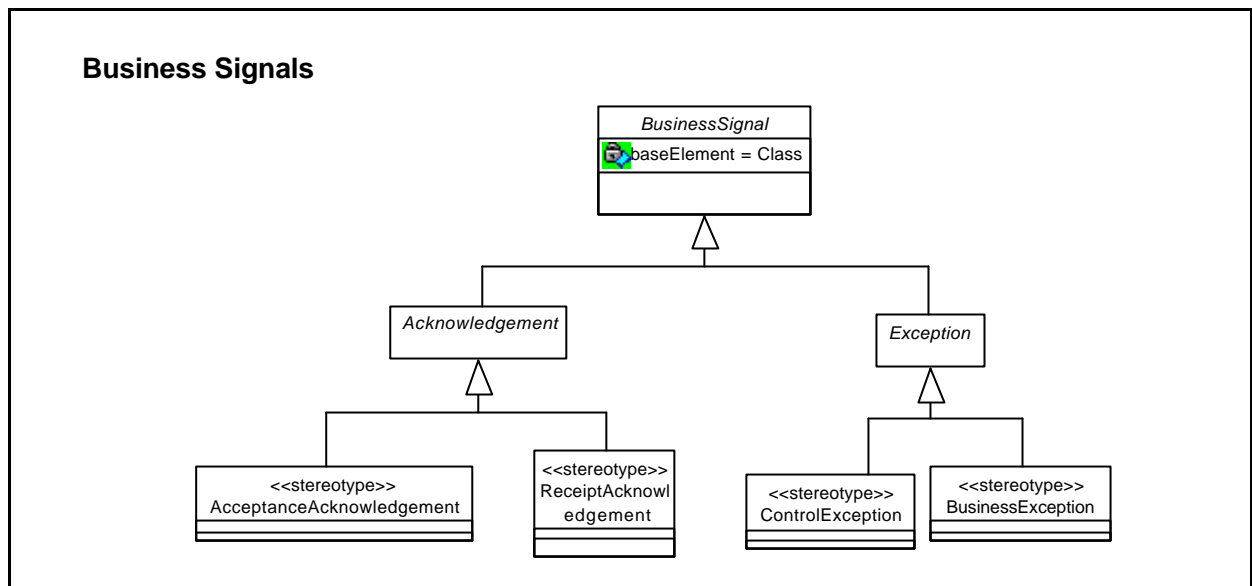 Business Signals
BusinessSignal
baseElement = Class
Acknowledgement
Exception
<<stereotype>>
AcceptanceAcknowledgement
<<stereotype>>
ReceiptAcknowl
edgement
<<stereotype>>
ControlException
<<stereotype>>
BusinessException